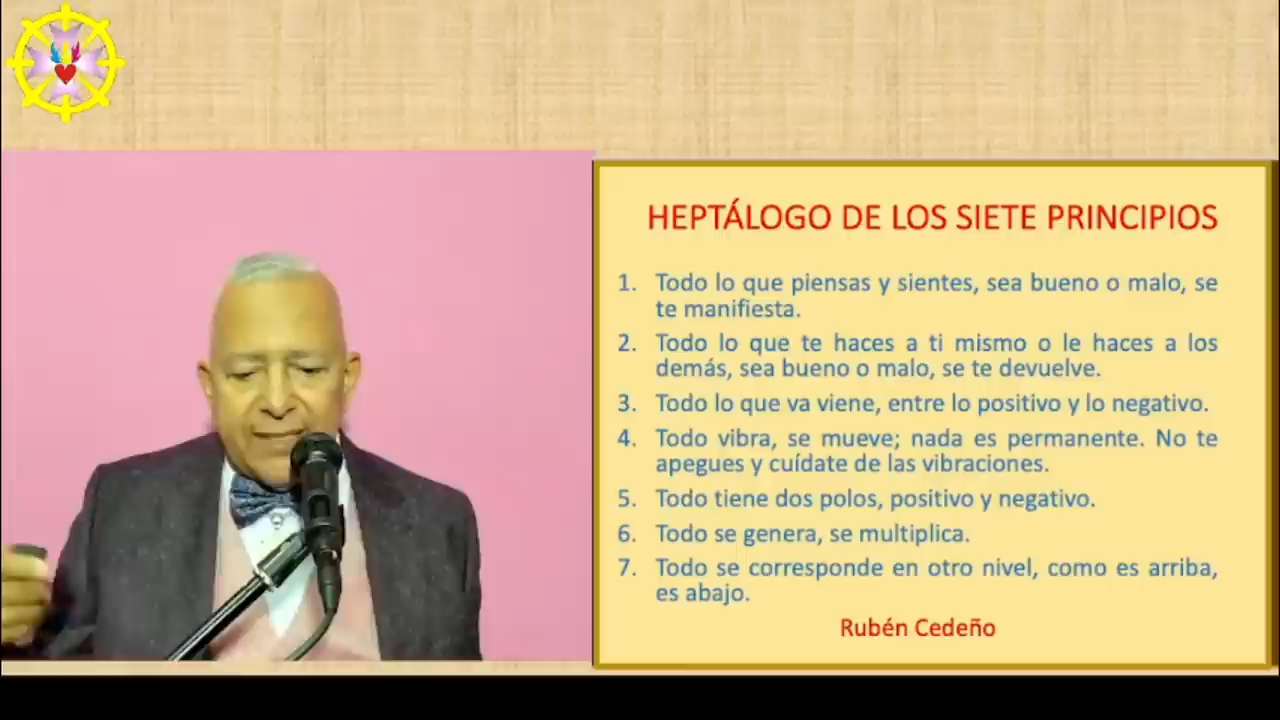 HEPTÁLOGO DE LOS SIETE PRINCIPIOS
1. Todo lo que piensas y sientes, sea bueno o malo, se
te manifiesta.
2. Todo lo que te haces a ti mismo o le haces a los
demás, sea bueno o malo, se te devuelve.
3. Todo lo que va viene, entre lo positivo y lo negativo.
4. Todo vibra, se mueve; nada es permanente. No te
apegues y cuídate de las vibraciones.
5. Todo tiene dos polos, positivo y negativo.
6. Todo se genera, se multiplica.
7. Todo se corresponde en otro nivel, como es arriba,
es abajo.
Rubén Cedeño